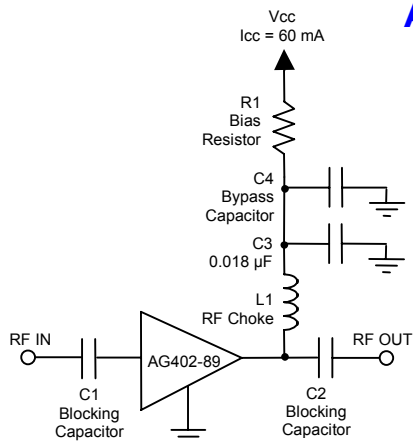 Vcc
Icc = 60 mA
R1
Bias
Resistor
C4
Bypass
Capacitor
C3
0.018 µF
L1
RF Choke
RF IN
AG402-89
RF OUT
C1
Blocking
Capacitor
C2
Blocking
Capacitor